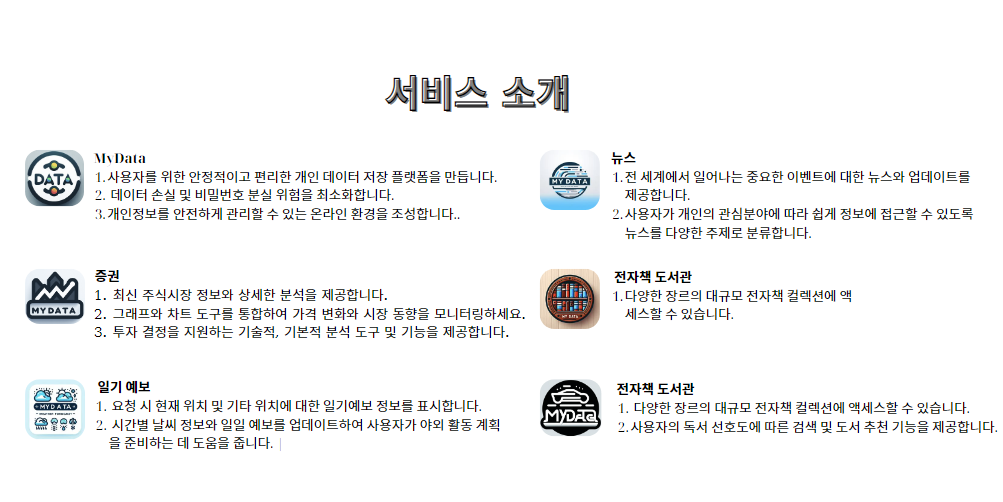 서비스 소개
DATA
MyData
1.사용자를 위한 안정적이고 편리한 개인 데이터 저장 플랫폼을 만듭니다.
2. 데이터 손실 및 비밀번호 분실 위험을 최소화합니다.
3.개인정보를 안전하게 관리할 수 있는 온라인 환경을 조성합니다..
MYDATA
증권
1. 최신 주식시장 정보와 상세한 분석을 제공합니다.
2. 그래프와 차트 도구를 통합하여 가격 변화와 시장 동향을 모니터링하세요.
3. 투자 결정을 지원하는 기술적, 기본적 분석 도구 및 기능을 제공합니다.
MYDATA
일기 예보
1. 요청 시 현재 위치 및 기타 위치에 대한 일기예보 정보를 표시합니다.
2. 시간별 날씨 정보와 일일 예보를 업데이트하여 사용자가 야외 활동 계획
을 준비하는 데 도움을 줍니다.
MYDATA
뉴스
1.전 세계에서 일어나는 중요한 이벤트에 대한 뉴스와 업데이트를
제공합니다.
2.사용자가 개인의 관심분야에 따라 쉽게 정보에 접근할 수 있도록
뉴스를 다양한 주제로 분류합니다.
MY DATA
전자책 도서관
1.다양한 장르의 대규모 전자책 컬렉션에 액
세스할 수 있습니다.
전자책 도서관
1. 다양한 장르의 대규모 전자책 컬렉션에 액세스할 수 있습니다.
2.사용자의 독서 선호도에 따른 검색 및 도서 추천 기능을 제공합니다.